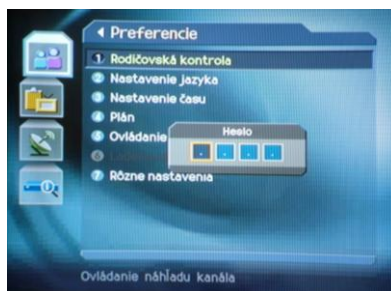 Preferencie
1 Rodičovská kontrola
2 Nastavenie jazyka
3 Nastavenie času
4 Plán
5 Ovládanie
Heslo
6
7 Rôzne nastavenia
Ovládanie náhľadu kanála